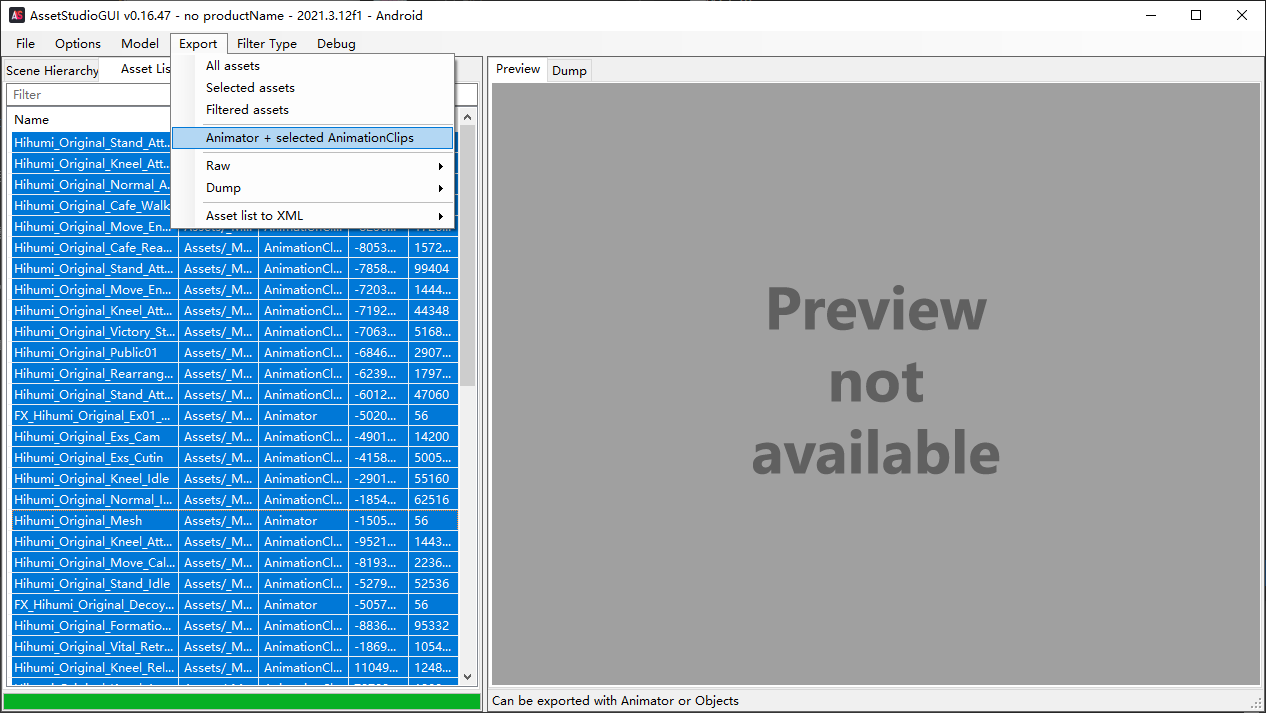 AS AssetStudioGUI v0.16.47 - no productName - 2021.3.12f1 - Android
File Options Model Export Filter Type Debug
All assets
Selected assets
Filtered assets
Animator + selected AnimationClips
Raw
Dump
Asset list to XML
Scene Hierarchy Asset Lis
Filter
Name
Hihumi_Original_Stand_Att...
Hihumi_Original_Kneel_Att...
Hihumi_Original_Normal_A...
Hihumi_Original_Cafe_Walk
Hihumi_Original_Move_En...
Hihumi_Original_Cafe_Rea... Assets/_M... AnimationCl... -8053... 1572...
Hihumi_Original_Stand_Att... Assets/_M... AnimationCl... -7858... 99404
Hihumi_Original_Move_En... Assets/_M... AnimationCl... -7203... 1444...
Hihumi_Original_Kneel_Att... Assets/_M... AnimationCl... -7192... 44348
Hihumi_Original_Victory_St... Assets/_M... AnimationCl... -7063... 5168...
Hihumi_Original_Public01 Assets/_M... AnimationCl... -6846... 2907...
Hihumi_Original_Rearrang... Assets/_M... AnimationCl... -6239... 1797...
Hihumi_Original_Stand_Att... Assets/_M... AnimationCl... -6012... 47060
FX_Hihumi_Original_Ex01_... Assets/_M... Animator -5020... 56
Hihumi_Original_Exs_Cam Assets/_M... AnimationCl... -4901... 14200
Hihumi_Original_Exs_Cutin Assets/_M... AnimationCl... -4158... 5005...
Hihumi_Original_Kneel_Idle Assets/_M... AnimationCl... -2901... 55160
Hihumi_Original_Normal_I... Assets/_M... AnimationCl... -1854... 62516
Hihumi_Original_Mesh Assets/_M... Animator -1505... 56
Hihumi_Original_Kneel_Att... Assets/_M... AnimationCl... -9521... 1443...
Hihumi_Original_Move_Cal... Assets/_M... AnimationCl... -8193... 2236...
Hihumi_Original_Stand_Idle Assets/_M... AnimationCl... -5279... 52536
FX_Hihumi_Original_Decoy... Assets/_M... Animator -5057... 56
Hihumi_Original_Formatio... Assets/_M... AnimationCl... -8836... 95332
Hihumi_Original_Vital_Retr... Assets/_M... AnimationCl... -1869... 1054...
Hihumi_Original_Kneel_Rel... Assets/_M... AnimationCl... 11049... 1248...
Preview Dump
Preview
not
available
Can be exported with Animator or Objects